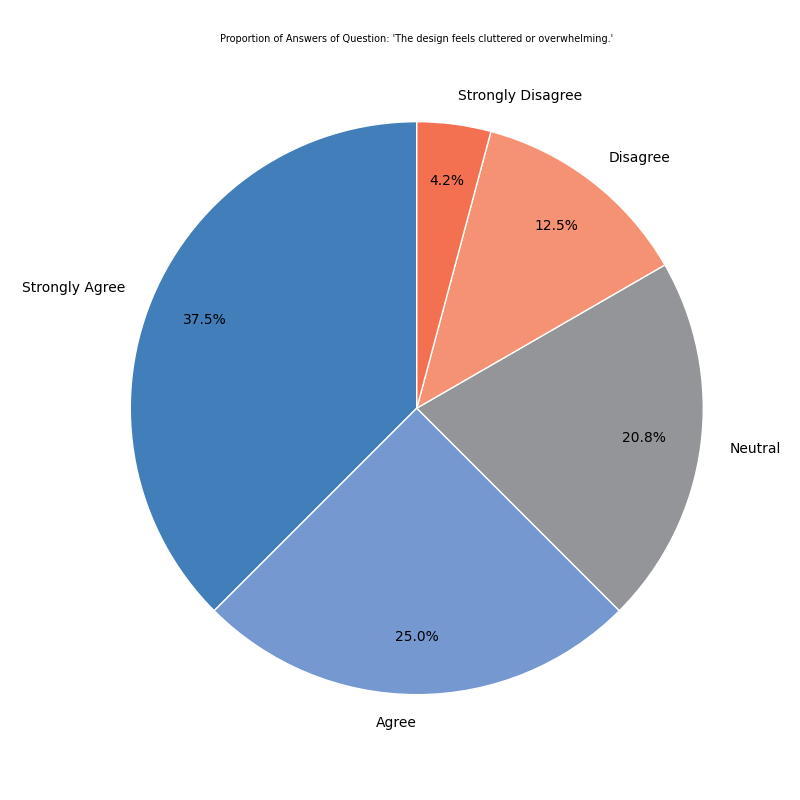 Proportion of Answers of Question: 'The design feels cluttered or overwhelming.'
Strongly Disagree
Disagree
4.2%
12.5%
Strongly Agree
37.5%
20.8%
Neutral
25.0%
Agree